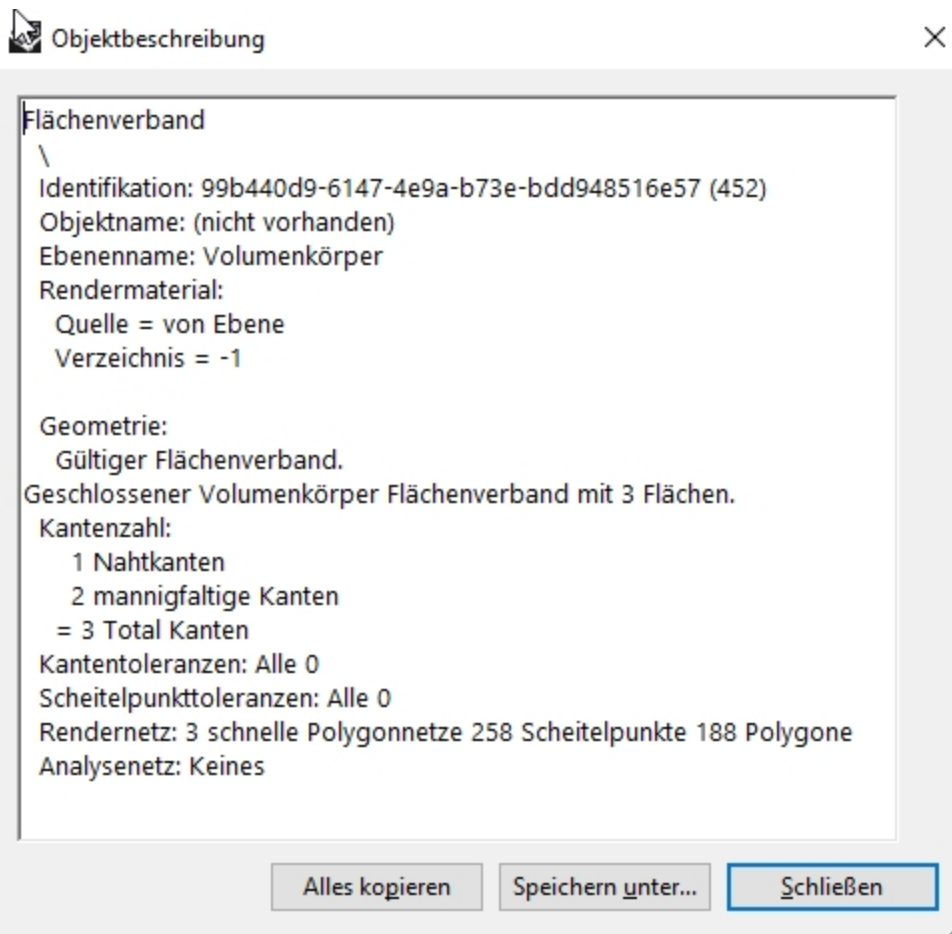 Objektbeschreibung
Flächenverband
\
Identifikation: 99b440d9-6147-4e9a-b73e-bdd948516e57 (452)
Objektname: (nicht vorhanden)
Ebenenname: Volumenkörper
Rendermaterial:
Quelle = von Ebene
Verzeichnis = -1
Geometrie:
Gültiger Flächenverband.
Geschlossener Volumenkörper Flächenverband mit 3 Flächen.
Kantenzahl:
1 Nahtkanten
2 mannigfaltige Kanten
= 3 Total Kanten
Kantentoleranzen: Alle 0
Scheitelpunkttoleranzen: Alle 0
Rendernetz: 3 schnelle Polygonnetze 258 Scheitelpunkte 188 Polygone
Analysenetz: Keines
Alles kopieren Speichern unter... Schließen